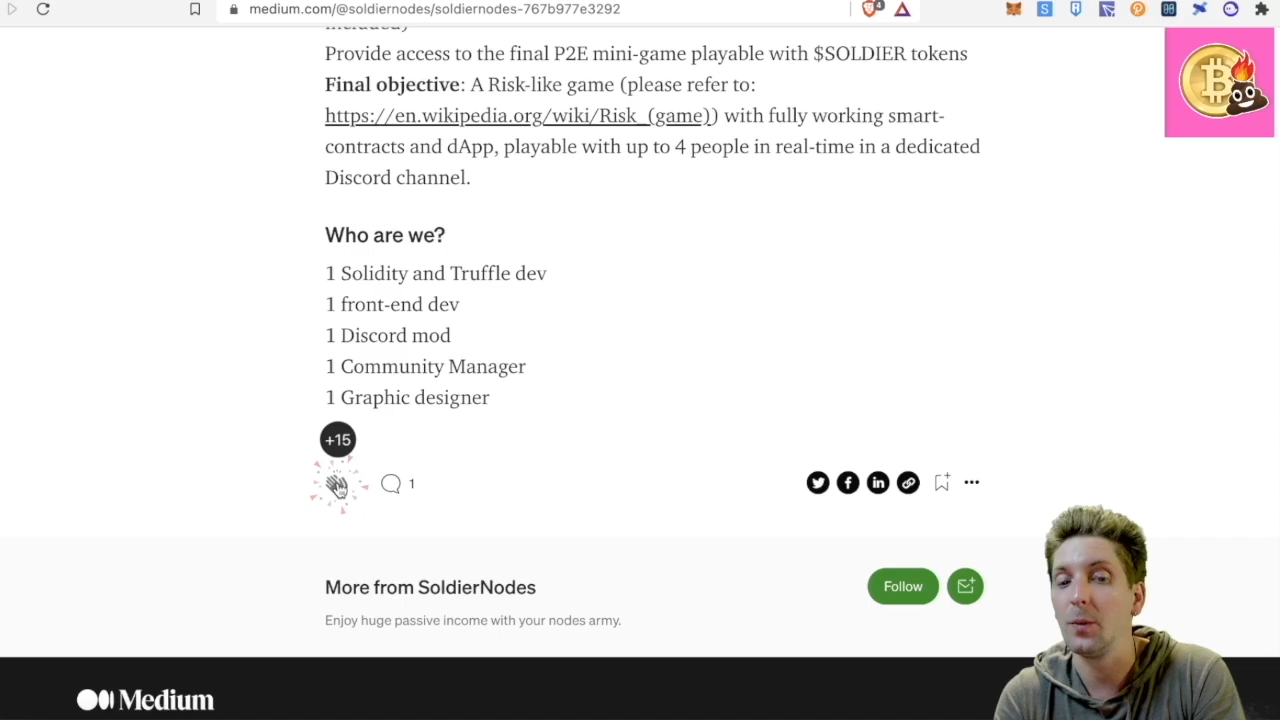 medium.com/@soldiernodes/soldiernodes-767b977e3292
4
included)
Provide access to the final P2E mini-game playable with $SOLDIER tokens
Final objective: A Risk-like game (please refer to:
https://en.wikipedia.org/wiki/Risk_(game)) with fully working smart-
contracts and dApp, playable with up to 4 people in real-time in a dedicated
Discord channel.
Who are we?
1 Solidity and Truffle dev
1 front-end dev
1 Discord mod
1 Community Manager
1 Graphic designer
+15
1
More from SoldierNodes
Follow
Enjoy huge passive income with your nodes army.
Medium